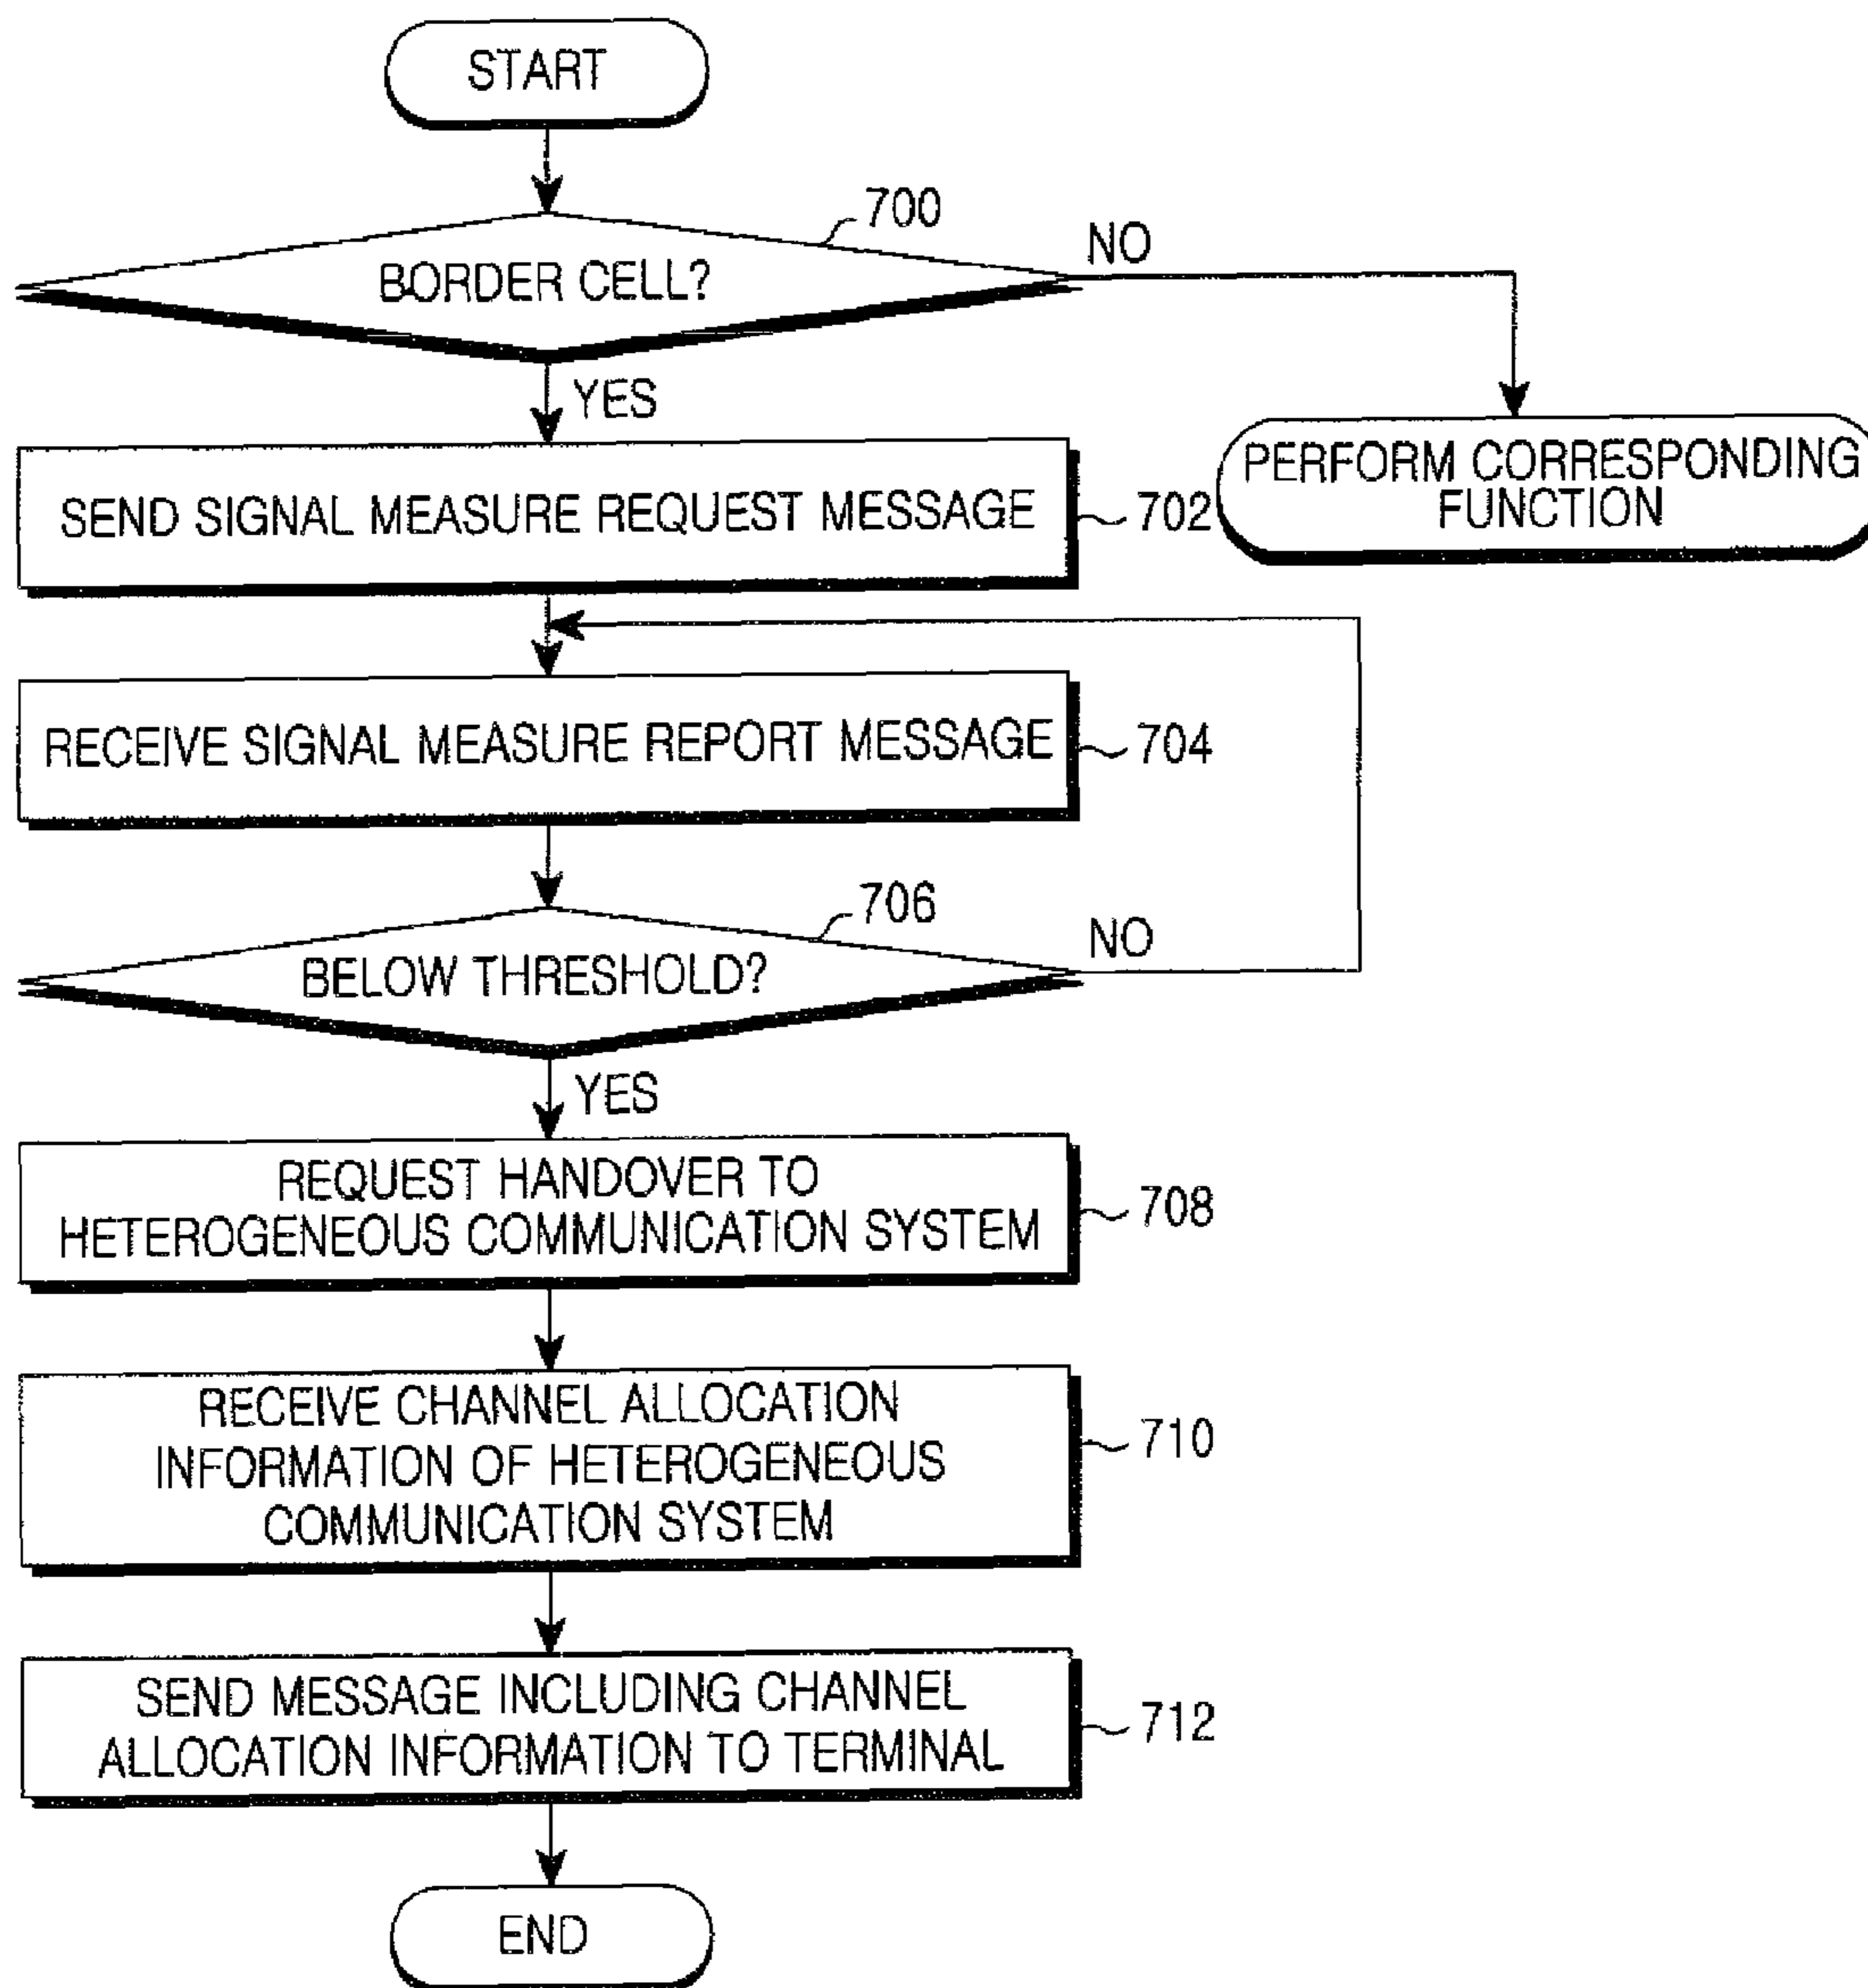 START
700
BORDER CELL?
NO
YES
PERFORM CORRESPONDING
FUNCTION
SEND SIGNAL MEASURE REQUEST MESSAGE
702
RECEIVE SIGNAL MEASURE REPORT MESSAGE
704
706
BELOW THRESHOLD?
NO
YES
REQUEST HANDOVER TO
HETEROGENEOUS COMMUNICATION SYSTEM
708
RECEIVE CHANNEL ALLOCATION
INFORMATION OF HETEROGENEOUS
COMMUNICATION SYSTEM
710
SEND MESSAGE INCLUDING CHANNEL
ALLOCATION INFORMATION TO TERMINAL
712
END